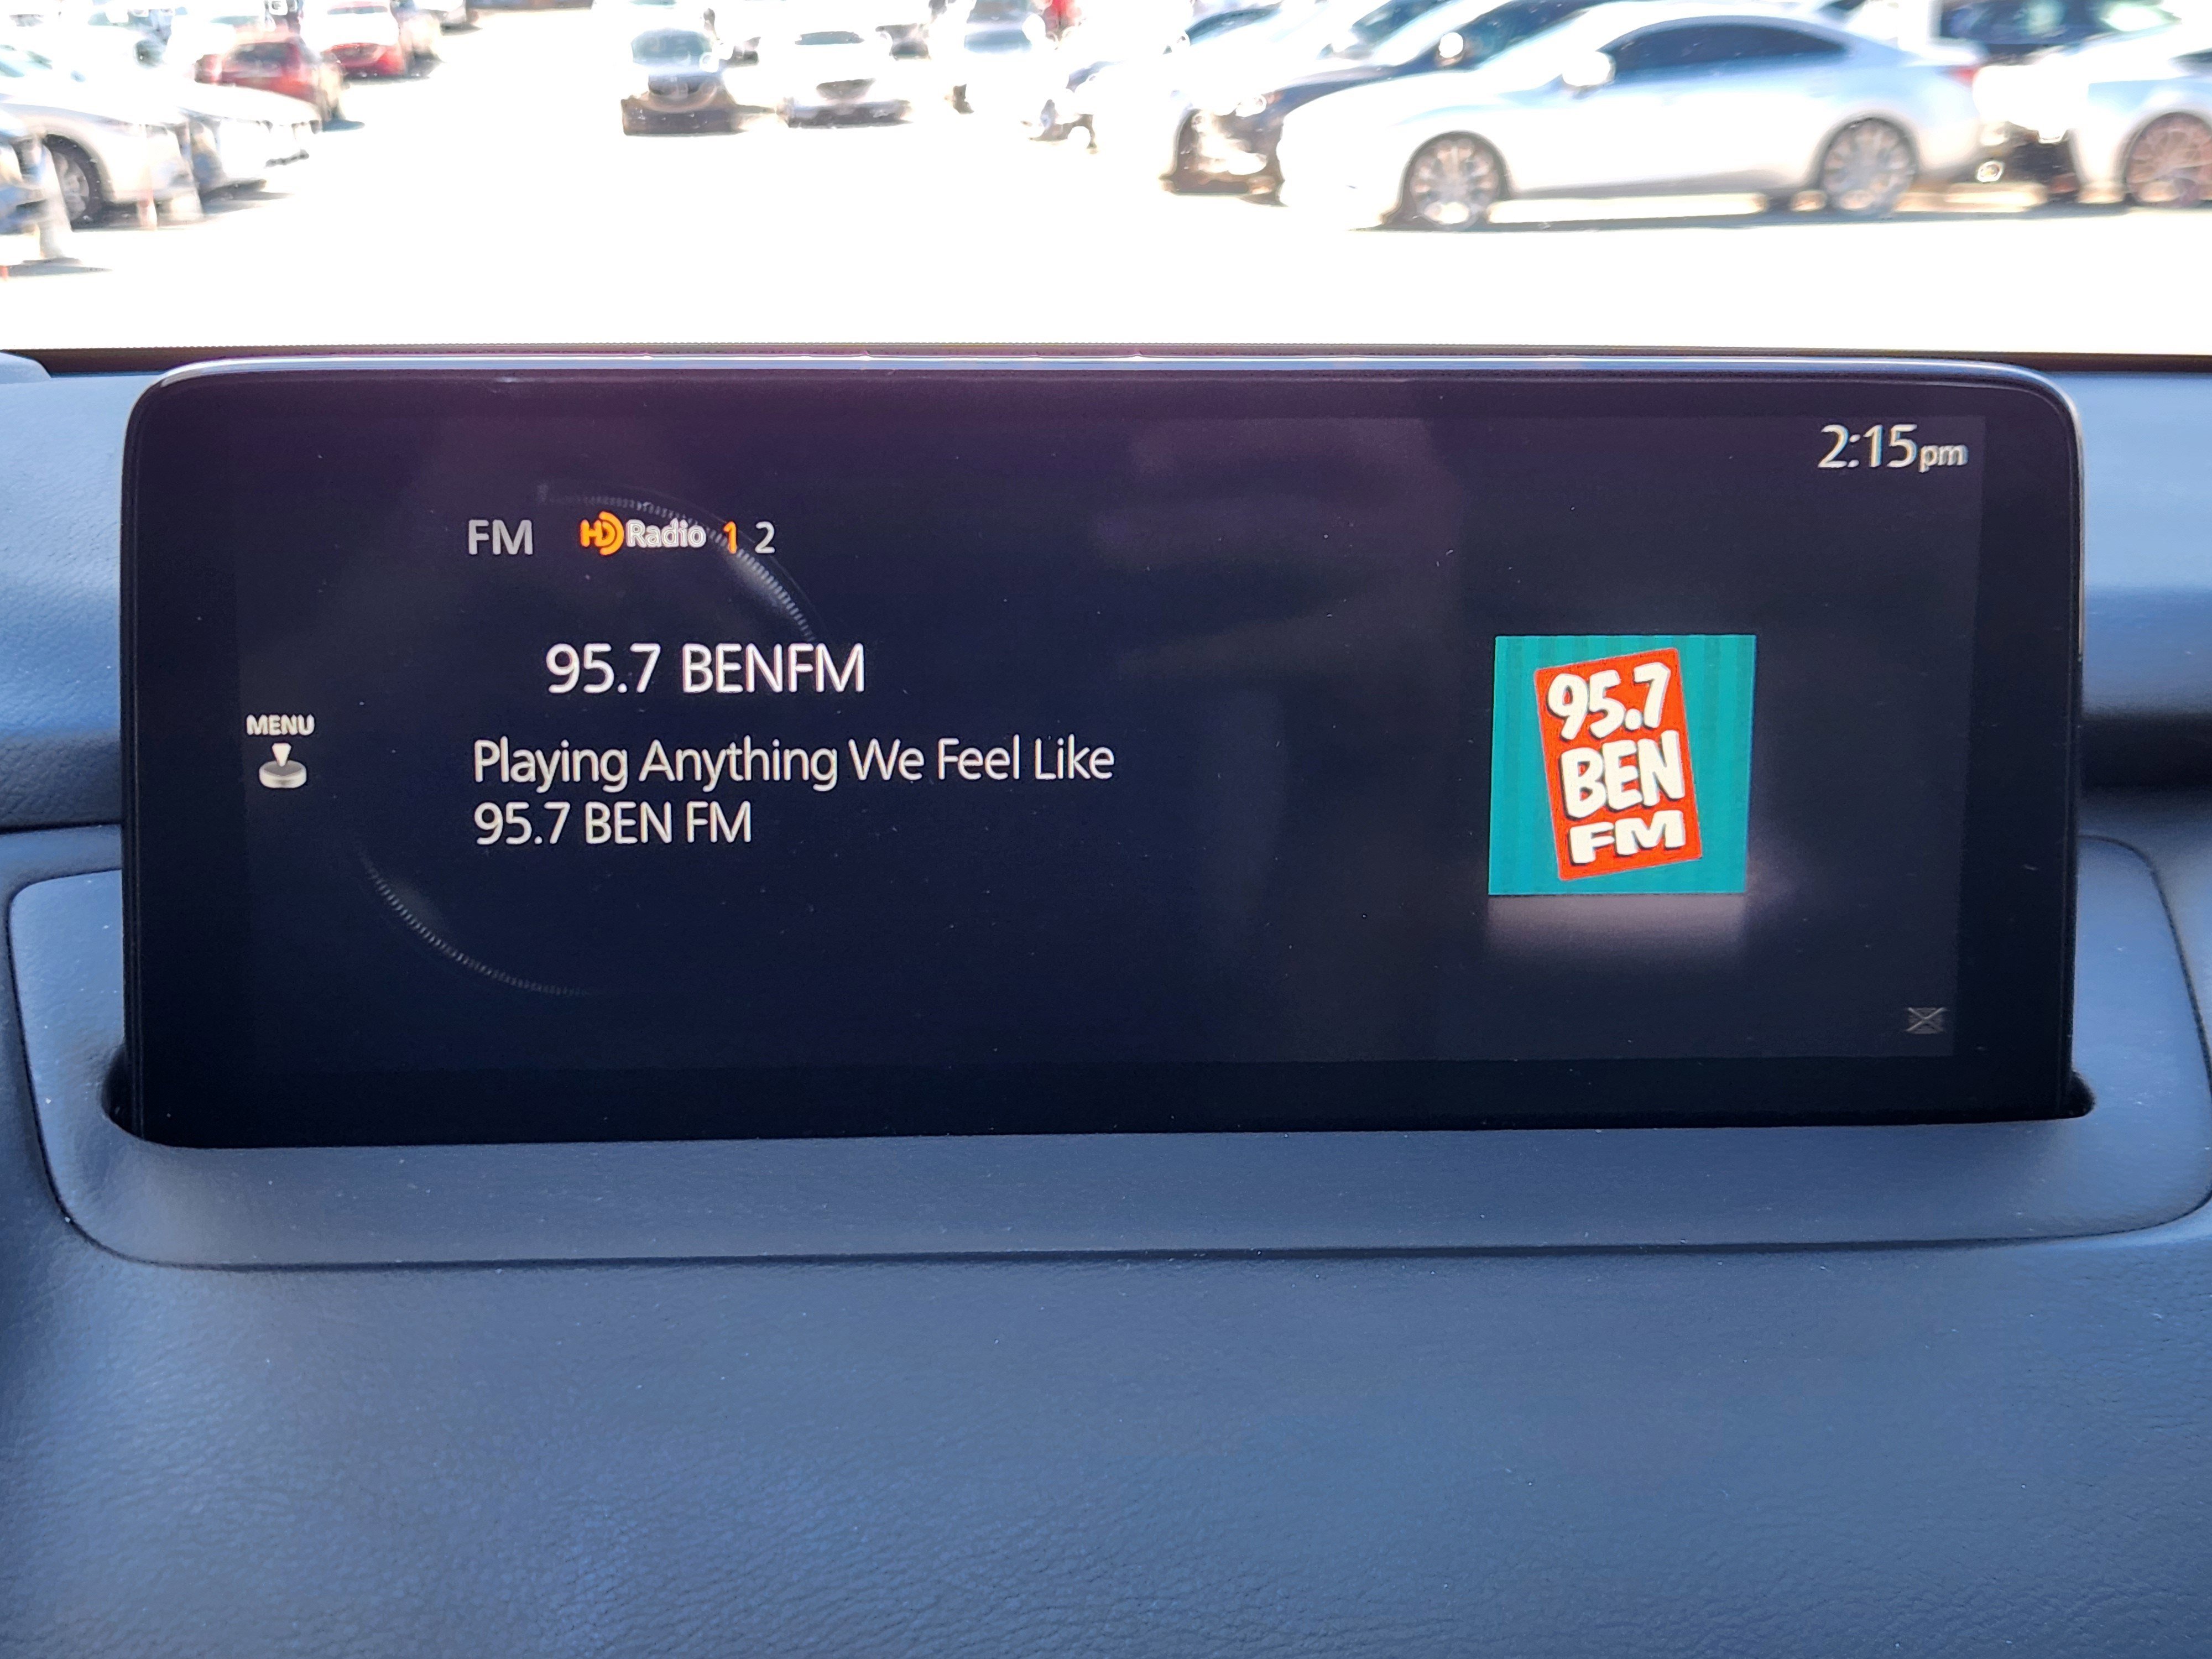 2:15pm
FM HD Radio 1 2
95.7 BENFM
MENU
Playing Anything We Feel Like
95.7 BEN FM
95.7
BEN
FM